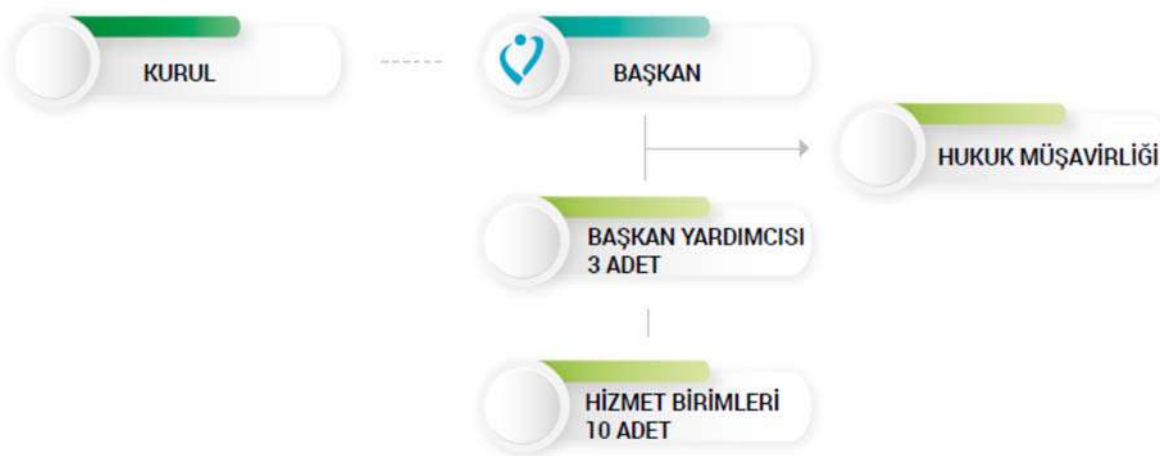 KURUL
BAŞKAN
HUKUK MÜŞAVİRLİĞİ
BAŞKAN YARDIMCISI
3 ADET
HİZMET BİRİMLERİ
10 ADET